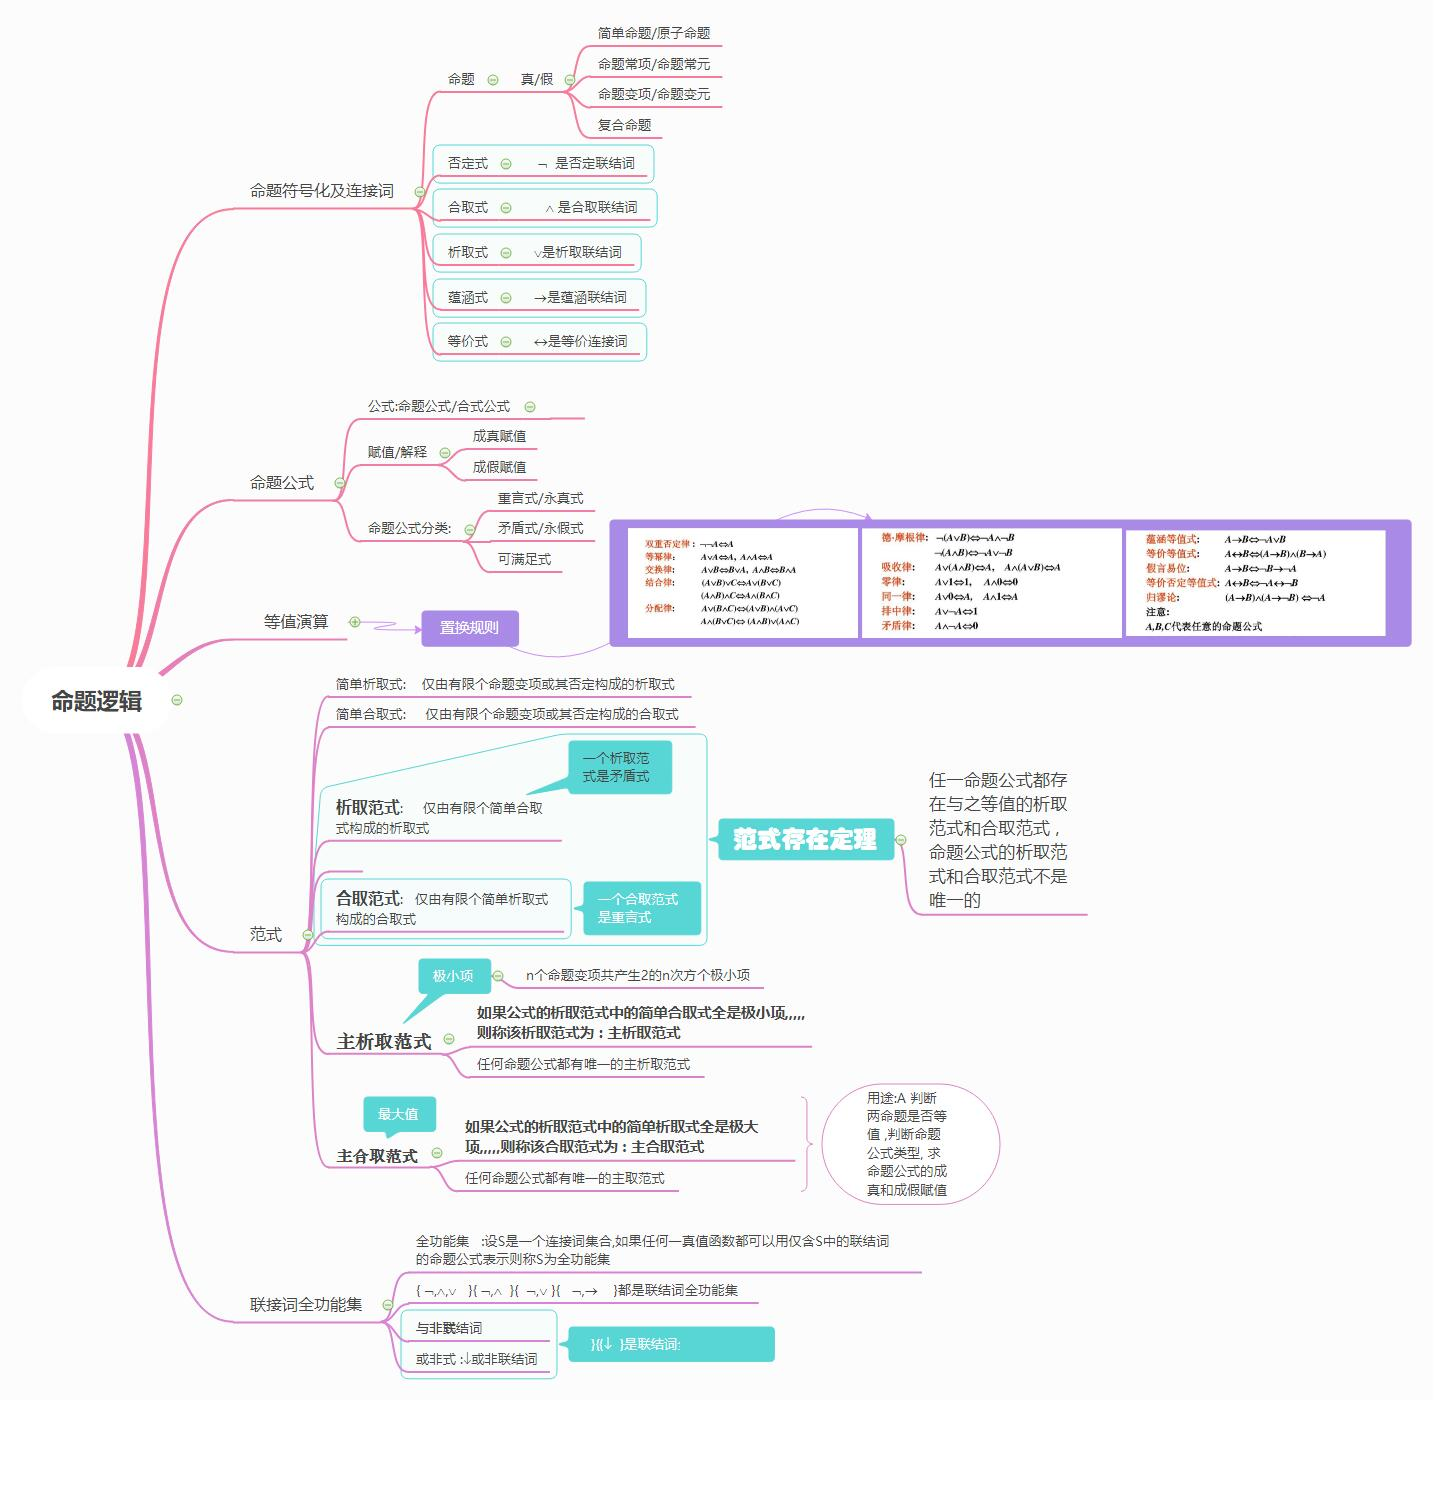 命题逻辑
命题符号化及连接词
命题 真/假
简单命题/原子命题
命题常项/命题常元
命题变项/命题变元
复合命题
否定式 ¬ 是否定联结词
合取式 ∧ 是合取联结词
析取式 ∨是析取联结词
蕴涵式 →是蕴涵联结词
等价式 ↔是等价连接词
命题公式
公式:命题公式/合式公式
赋值/解释
成真赋值
成假赋值
命题公式分类:
重言式/永真式
矛盾式/永假式
可满足式
等值演算
置换规则
双重否定律: ¬¬A⇔A
等幂律: A∨A⇔A, A∧A⇔A
交换律: A∨B⇔B∨A, A∧B⇔B∧A
结合律: (A∨B)∨C⇔A∨(B∨C)
(A∧B)∧C⇔A∧(B∧C)
分配律: A∨(B∧C)⇔(A∨B)∧(A∨C)
A∧(B∨C)⇔ (A∧B)∨(A∧C)
德·摩根律: ¬(A∨B)⇔¬A∧¬B
¬(A∧B)⇔¬A∨¬B
吸收律: A∨(A∧B)⇔A, A∧(A∨B)⇔A
零律: A∨1⇔1, A∧0⇔0
同一律: A∨0⇔A, A∧1⇔A
排中律: A∨¬A⇔1
矛盾律: A∧¬A⇔0
蕴涵等值式: A→B⇔¬A∨B
等价等值式: A↔B⇔(A→B)∧(B→A)
假言易位: A→B⇔¬B→¬A
等价否定等值式: A↔B⇔¬A↔¬B
归谬论: (A→B)∧(A→¬B) ⇔¬A
注意:
A,B,C代表任意的命题公式
范式
简单析取式: 仅由有限个命题变项或其否定构成的析取式
简单合取式: 仅由有限个命题变项或其否定构成的合取式
一个析取范
式是矛盾式
析取范式: 仅由有限个简单合取
式构成的析取式
合取范式: 仅由有限个简单析取式
构成的合取式
一个合取范式
是重言式
范式存在定理
任一命题公式都存
在与之等值的析取
范式和合取范式，
命题公式的析取范
式和合取范式不是
唯一的
极小项
n个命题变项共产生2的n次方个极小项
主析取范式
如果公式的析取范式中的简单合取式全是极小项,,,,,
则称该析取范式为：主析取范式
任何命题公式都有唯一的主析取范式
最大值
主合取范式
如果公式的析取范式中的简单析取式全是极大
项,,,,,则称该合取范式为：主合取范式
任何命题公式都有唯一的主取范式
用途:A 判断
两命题是否等
值 ,判断命题
公式类型, 求
命题公式的成
真和成假赋值
联接词全功能集
全功能集 :设S是一个连接词集合,如果任何一真值函数都可以用仅含S中的联结词
的命题公式表示则称S为全功能集
{ ¬,∧,∨ }{ ¬,∧ }{ ¬,∨ }{ ¬,→ }都是联结词全功能集
与非联结词
或非式 :↓或非联结词
}{{↓ }是联结词: